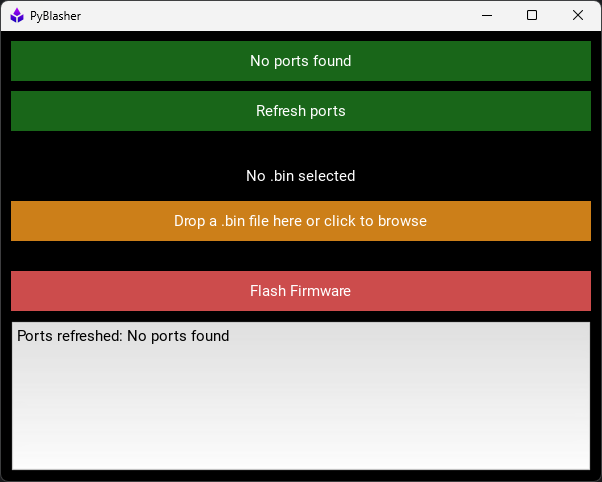 PyBlasher
No ports found
Refresh ports
No .bin selected
Drop a .bin file here or click to browse
Flash Firmware
Ports refreshed: No ports found